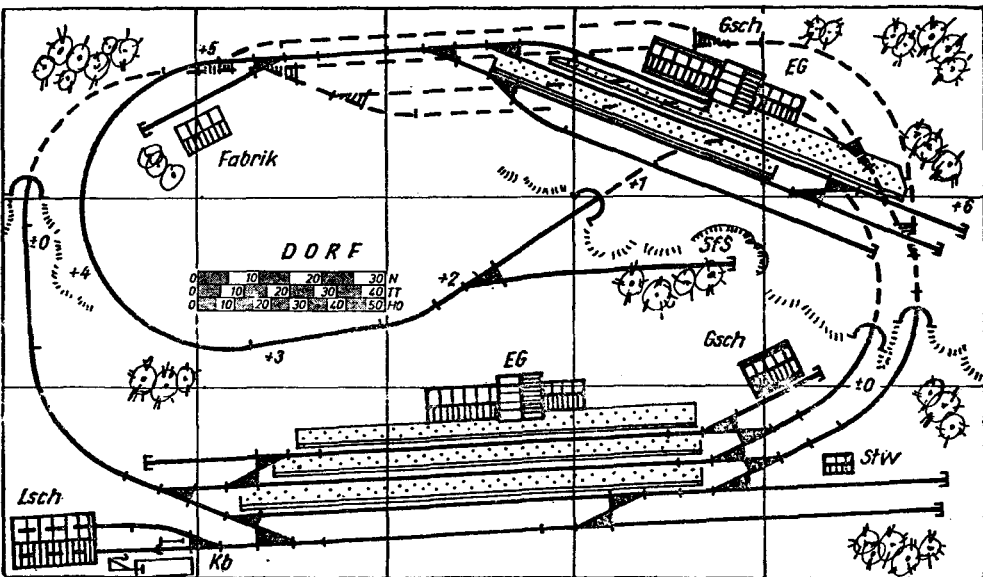 Gsch
+5
EG
Fabrik
+1
+6
±0
DORF
SfS
+4
0 10 20 30 N
+2
0 10 20 30 40 TT
0 10 20 30 40 50 H0
Gsch
+3
EG
±0
Stw
Lsch
Kb